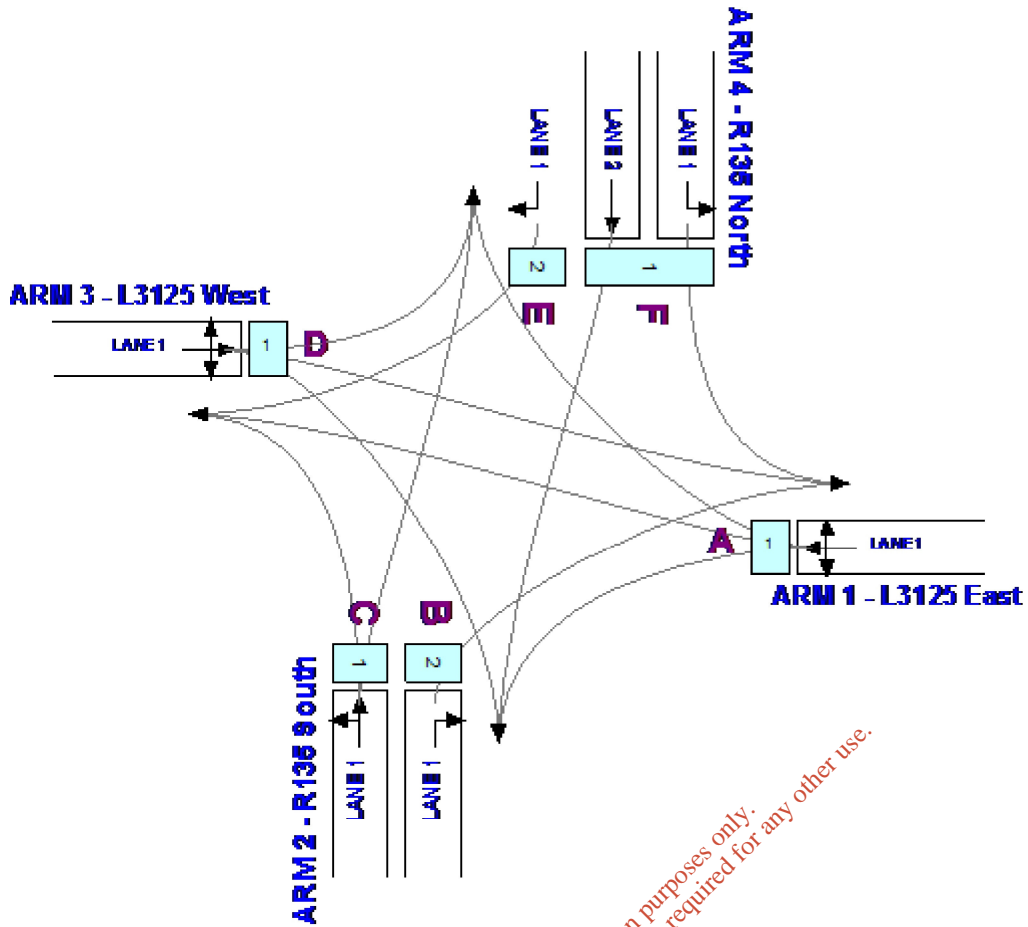 ARM 4 - R135 North
LANE 1
LANE 2
LANE 1
2
1
E
F
ARM 3 - L3125 West
LANE 1
1
D
A
1
LANE 1
ARM 1 - L3125 East
C
B
1
2
ARM 2 - R135 South
LANE 1
LANE 1
n purposes only.
required for any other use.